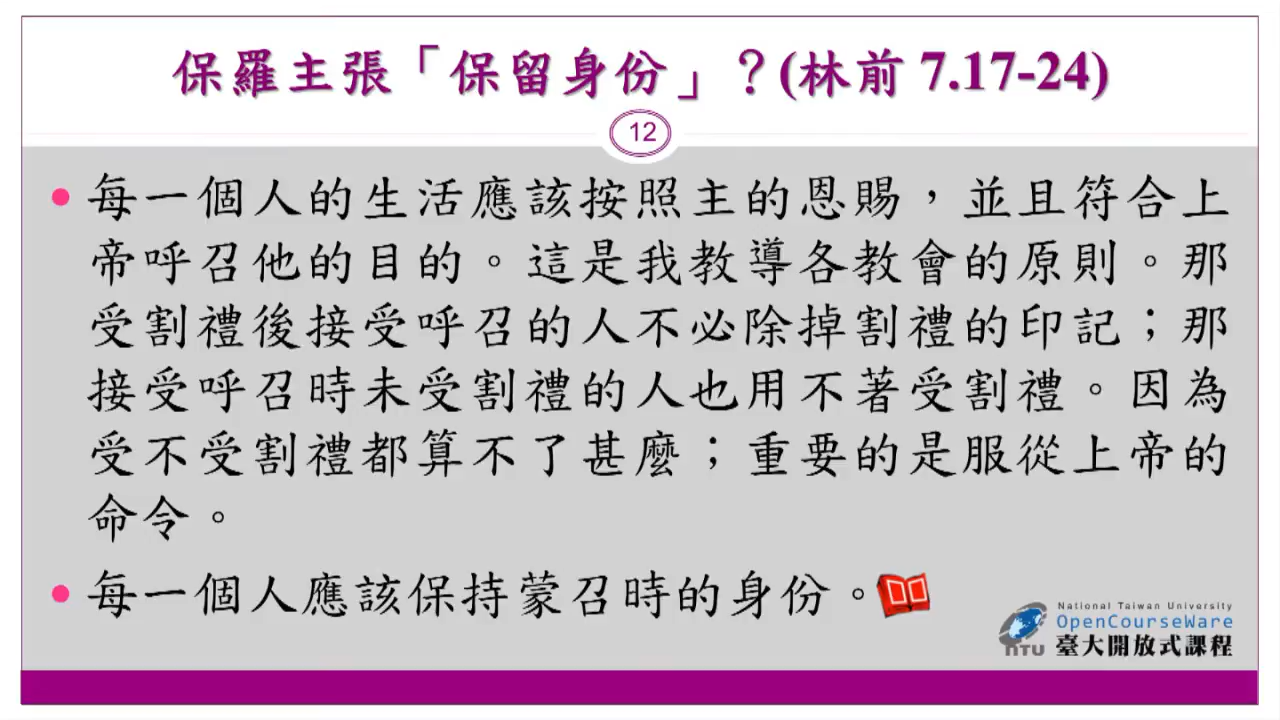 保羅主張「保留身份」？(林前 7.17-24)
12
• 每一個人的生活應該按照主的恩賜，並且符合上
帝呼召他的目的。這是我教導各教會的原則。那
受割禮後接受呼召的人不必除掉割禮的印記；那
接受呼召時未受割禮的人也用不著受割禮。因為
受不受割禮都算不了甚麼；重要的是服從上帝的
命令。
• 每一個人應該保持蒙召時的身份。
National Taiwan University
OpenCourseWare
NTU 臺大開放式課程